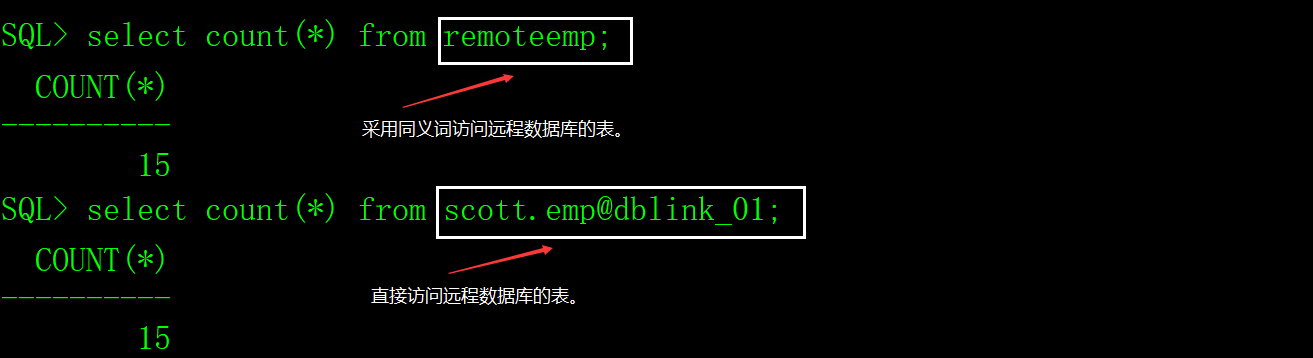 SQL> select count(*) from remoteemp;
COUNT(*)
----------
采用同义词访问远程数据库的表。
15
SQL> select count(*) from scott.emp@dblink_01;
COUNT(*)
----------
直接访问远程数据库的表。
15